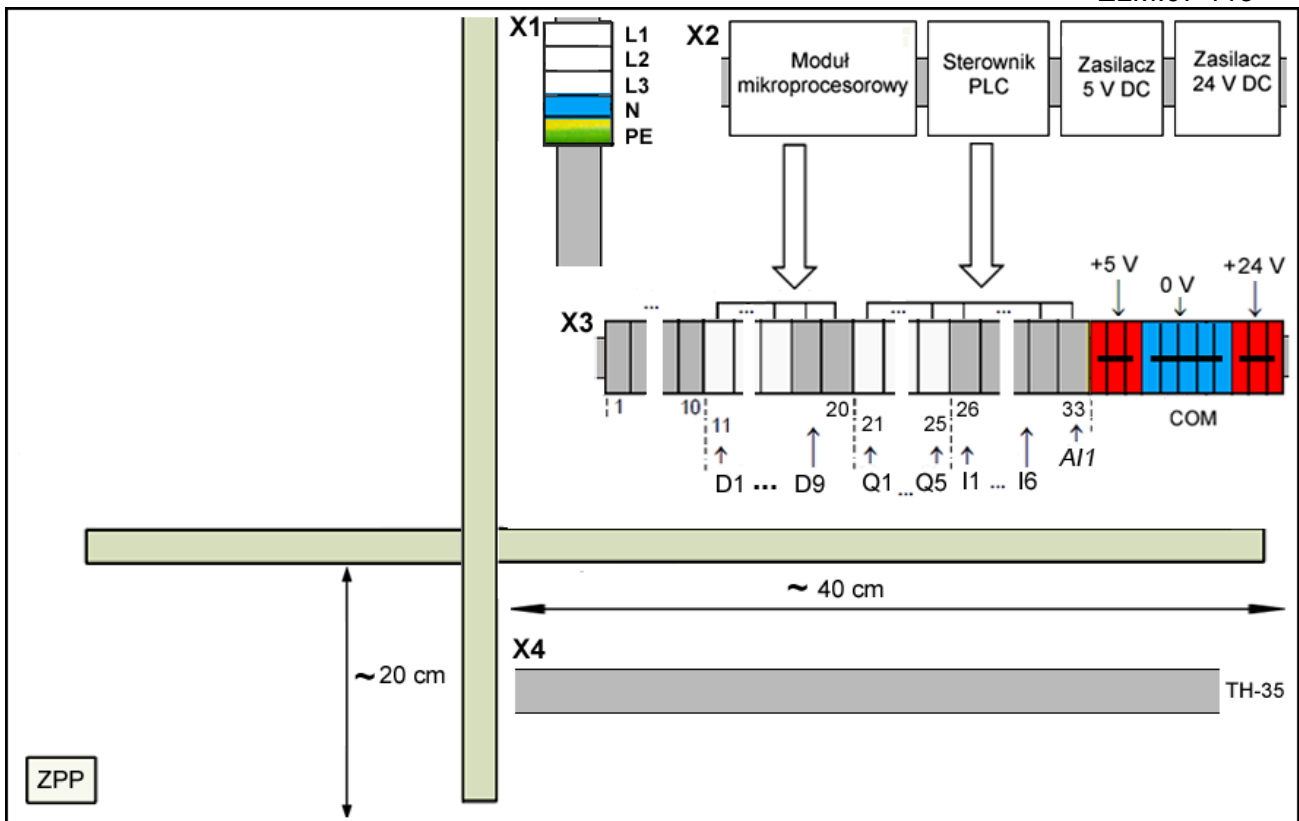 X1
L1
L2
L3
N
PE
X2
Moduł
mikroprocesorowy
Sterownik
PLC
Zasilacz
5 V DC
Zasilacz
24 V DC
+5 V
0 V
+24 V
X3
...
...
...
...
1
10
11
20
21
25
26
33
COM
D1 ... D9
Q1 ... Q5
I1 ... I6
AI1
~ 40 cm
X4
~ 20 cm
TH-35
ZPP